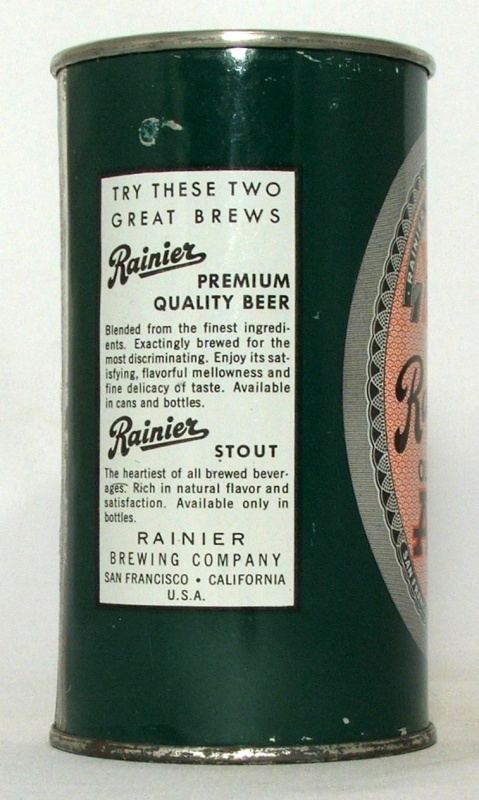 TRY THESE TWO
GREAT BREWS
Rainier
PREMIUM
QUALITY BEER
Blended from the finest ingredi-
ents. Exactingly brewed for the
most discriminating. Enjoy its sat-
isfying, flavorful mellowness and
fine delicacy of taste. Available
in cans and bottles.
Rainier
STOUT
The heartiest of all brewed bever-
ages. Rich in natural flavor and
satisfaction. Available only in
bottles.
RAINIER
BREWING COMPANY
SAN FRANCISCO • CALIFORNIA
U.S.A.